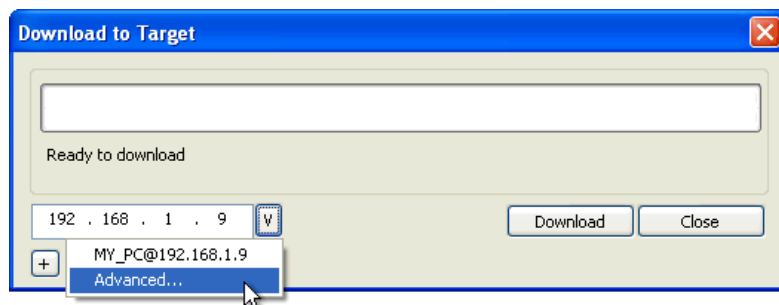 Download to Target
Ready to download
192 . 168 . 1 . 9 V Download Close
MY_PC@192.168.1.9
+ Advanced...